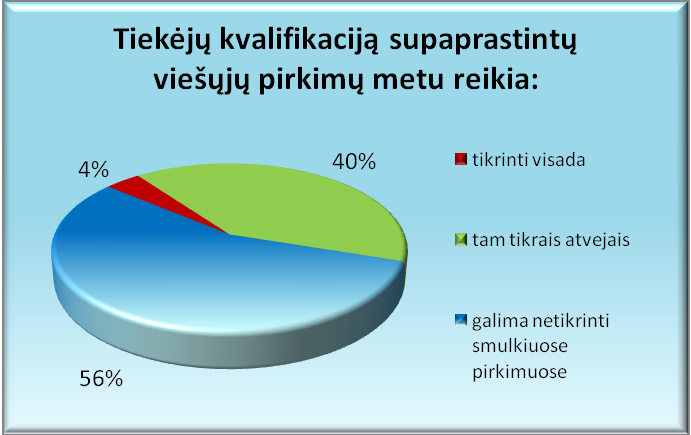 Tiekėjų kvalifikaciją supaprastintų
viešųjų pirkimų metu reikia:
4%
40%
56%
tikrinti visada
tam tikrais atvejais
galima netikrinti
smulkiuose
pirkimuose